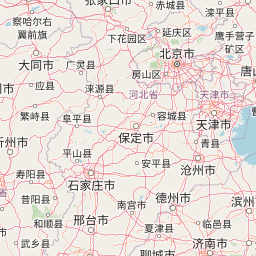 张家口市
赤城县
滦平县
察哈尔右
翼前旗
延庆区
鹰手营子
矿区
下花园区
北京市
大同市
广灵县
房山区
唐山
应县
涞源县
河北省
天津市
繁峙县
阜平县
容城县
天津市
忻州市
保定市
青县
平山县
安平县
寿阳县
石家庄市
沧州市
昔阳县
德州市
滨州
和顺县
南宫市
邢台市
夏津县
临邑县
武乡县
聊城市
济南市